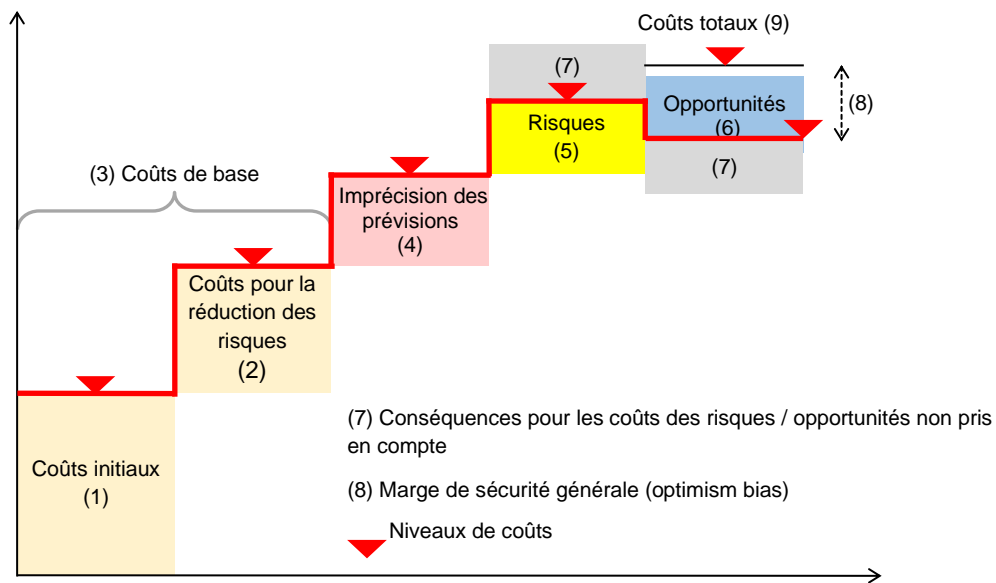 Coûts totaux (9)
(7)
(8)
Opportunités
(6)
Risques
(5)
(7)
(3) Coûts de base
Imprécision des
prévisions
(4)
Coûts pour la
réduction des
risques
(2)
(7) Conséquences pour les coûts des risques / opportunités non pris
en compte
Coûts initiaux
(1)
(8) Marge de sécurité générale (optimism bias)
Niveaux de coûts